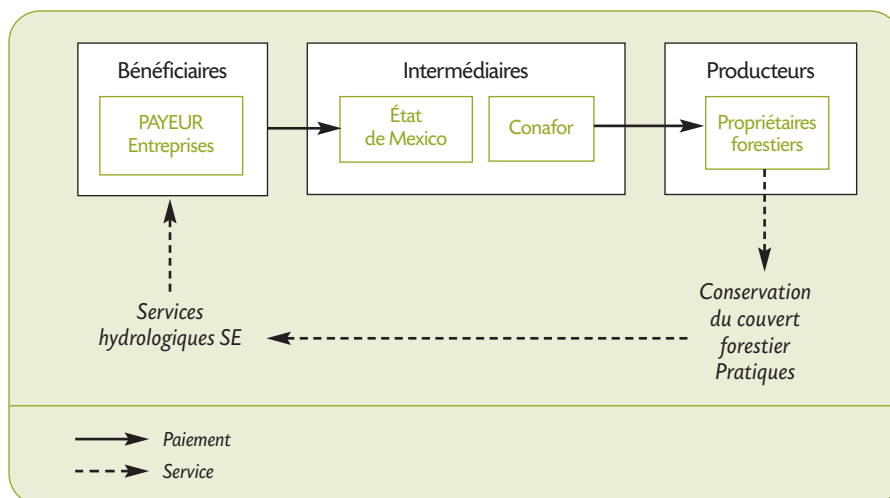 Bénéficiaires
PAYEUR
Entreprises
Intermédiaires
État
de Mexico
Conafor
Producteurs
Propriétaires
forestiers
Services
hydrologiques SE
Conservation
du couvert
forestier
Pratiques
Paiement
Service